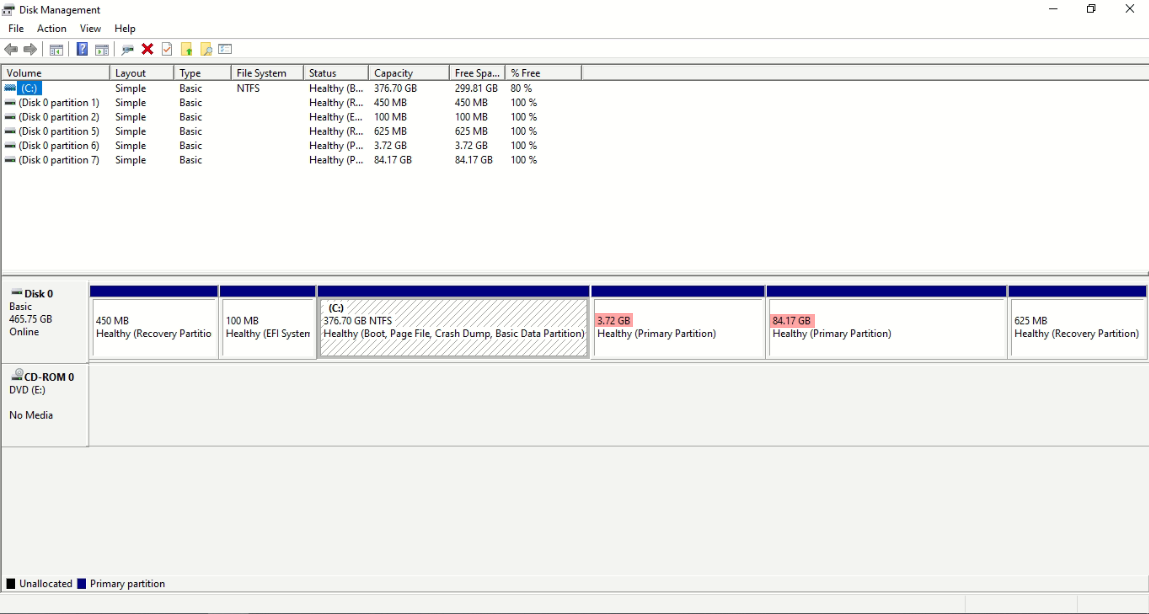 Disk Management
File Action View Help
Volume Layout Type File System Status Capacity Free Spa... % Free
(C:) Simple Basic NTFS Healthy (B... 376.70 GB 299.81 GB 80 %
(Disk 0 partition 1) Simple Basic Healthy (R... 450 MB 450 MB 100 %
(Disk 0 partition 2) Simple Basic Healthy (E... 100 MB 100 MB 100 %
(Disk 0 partition 5) Simple Basic Healthy (R... 625 MB 625 MB 100 %
(Disk 0 partition 6) Simple Basic Healthy (P... 3.72 GB 3.72 GB 100 %
(Disk 0 partition 7) Simple Basic Healthy (P... 84.17 GB 84.17 GB 100 %
Disk 0
Basic
465.75 GB
Online
450 MB
Healthy (Recovery Partitio
100 MB
Healthy (EFI System
(C:)
376.70 GB NTFS
Healthy (Boot, Page File, Crash Dump, Basic Data Partition)
3.72 GB
Healthy (Primary Partition)
84.17 GB
Healthy (Primary Partition)
625 MB
Healthy (Recovery Partition)
CD-ROM 0
DVD (E:)
No Media
Unallocated Primary partition